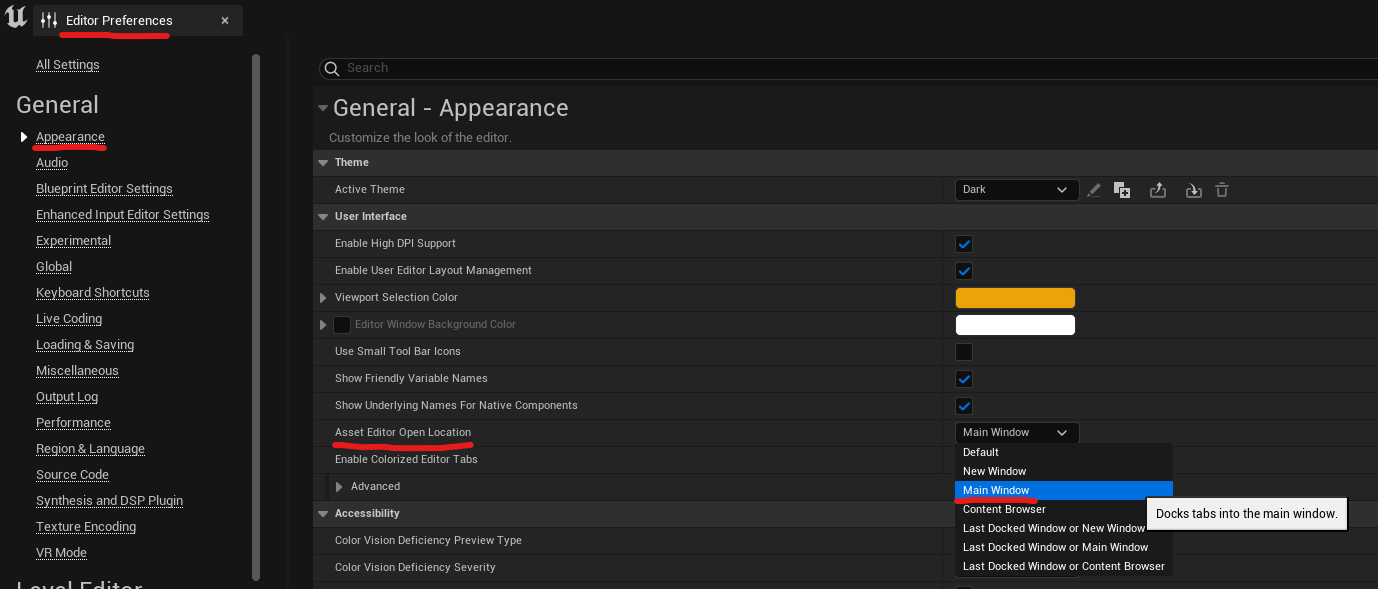 Editor Preferences
All Settings
General
Appearance
Audio
Blueprint Editor Settings
Enhanced Input Editor Settings
Experimental
Global
Keyboard Shortcuts
Live Coding
Loading & Saving
Miscellaneous
Output Log
Performance
Region & Language
Source Code
Synthesis and DSP Plugin
Texture Encoding
VR Mode
Level Editor
Search
General - Appearance
Customize the look of the editor.
Theme
Active Theme
Dark
User Interface
Enable High DPI Support
Enable User Editor Layout Management
Viewport Selection Color
Editor Window Background Color
Use Small Tool Bar Icons
Show Friendly Variable Names
Show Underlying Names For Native Components
Asset Editor Open Location
Main Window
Enable Colorized Editor Tabs
Advanced
Accessibility
Color Vision Deficiency Preview Type
Color Vision Deficiency Severity
Default
New Window
Main Window
Content Browser
Last Docked Window or New Window
Last Docked Window or Main Window
Last Docked Window or Content Browser
Docks tabs into the main window.